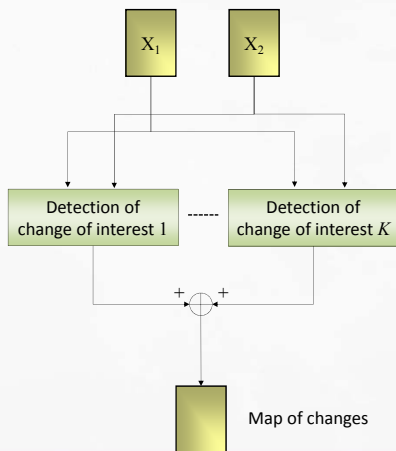 X₁ X₂
Detection of Detection of
change of interest 1 ------ change of interest K
+ +
Map of changes